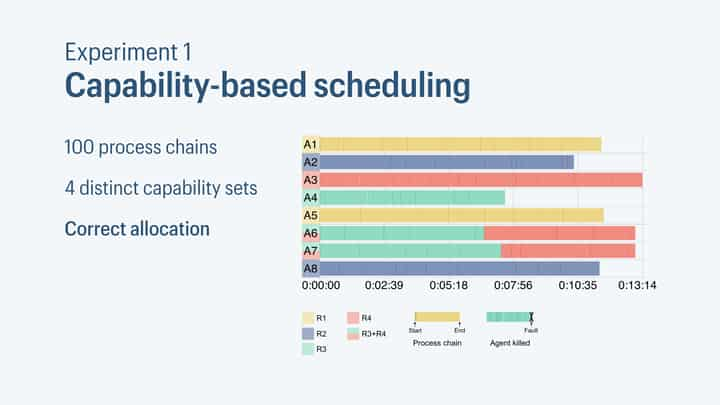 Experiment 1
Capability-based scheduling
100 process chains
4 distinct capability sets
Correct allocation
A1
A2
A3
A4
A5
A6
A7
A8
0:00:00 0:02:39 0:05:18 0:07:56 0:10:35 0:13:14
R1
R2
R3
R4
R3+R4
Start End
Process chain
Fault
Agent killed